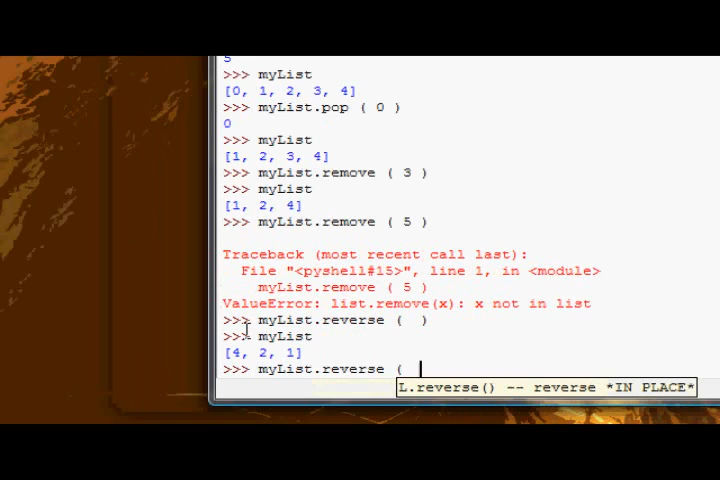 5
>>> myList
[0, 1, 2, 3, 4]
>>> myList.pop ( 0 )
0
>>> myList
[1, 2, 3, 4]
>>> myList.remove ( 3 )
>>> myList
[1, 2, 4]
>>> myList.remove ( 5 )
Traceback (most recent call last):
File "<pyshell#15>", line 1, in <module>
myList.remove ( 5 )
ValueError: list.remove(x): x not in list
>>> myList.reverse (  )
>>> myList
[4, 2, 1]
>>> myList.reverse (
L.reverse() -- reverse *IN PLACE*